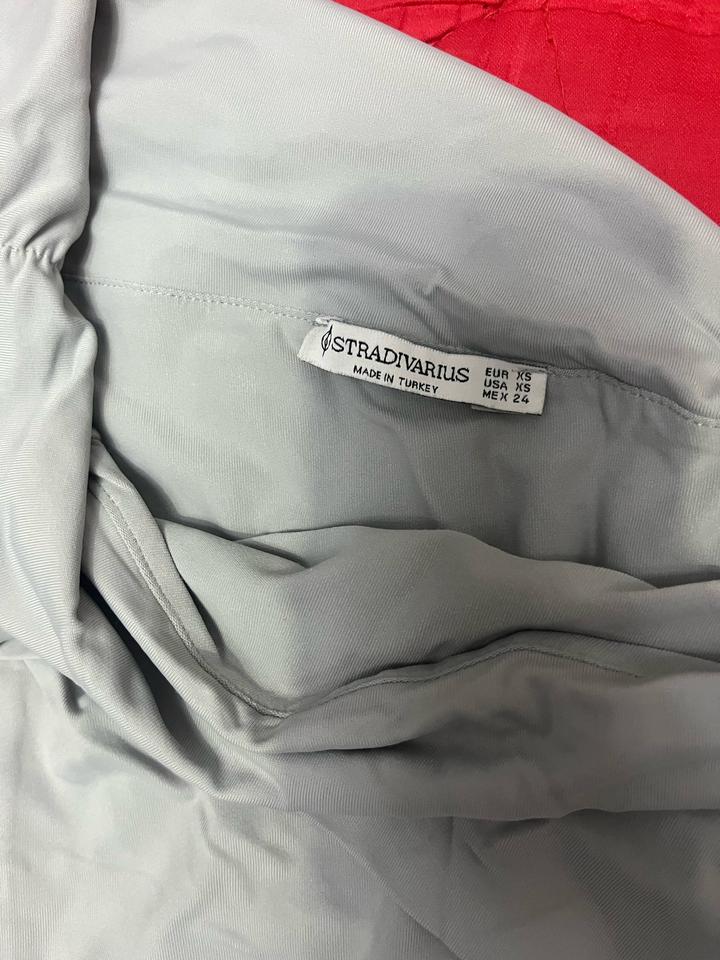 STRADIVARIUS
MADE IN TURKEY
EUR XS
USA XS
MEX 24